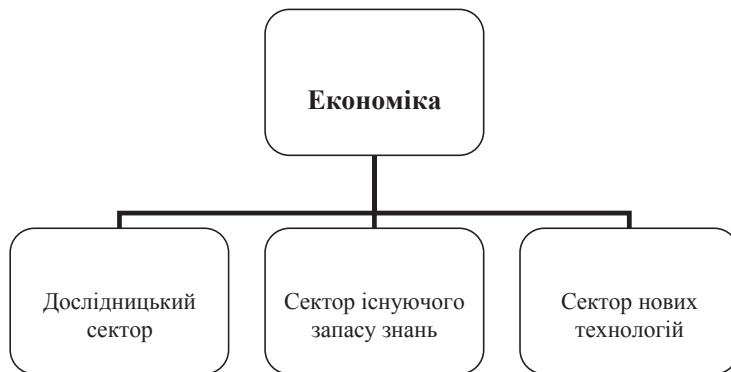 Економіка
Дослідницький
сектор
Сектор існуючого
запасу знань
Сектор нових
технологій